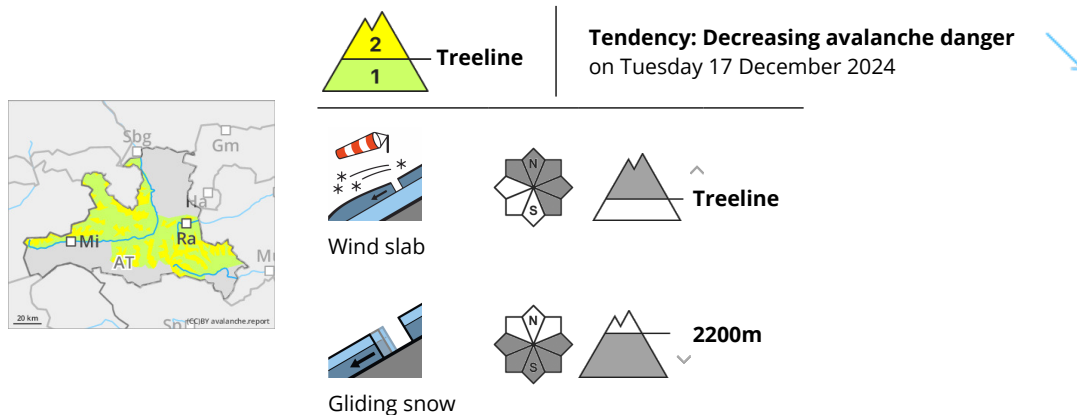 2
1
Treeline
Tendency: Decreasing avalanche danger
on Tuesday 17 December 2024
Sbg
Gm
Ha
Mi
Ra
AT
20 km
(CC)BY avalanche.report
N
S
Treeline
Wind slab
N
S
2200m
Gliding snow